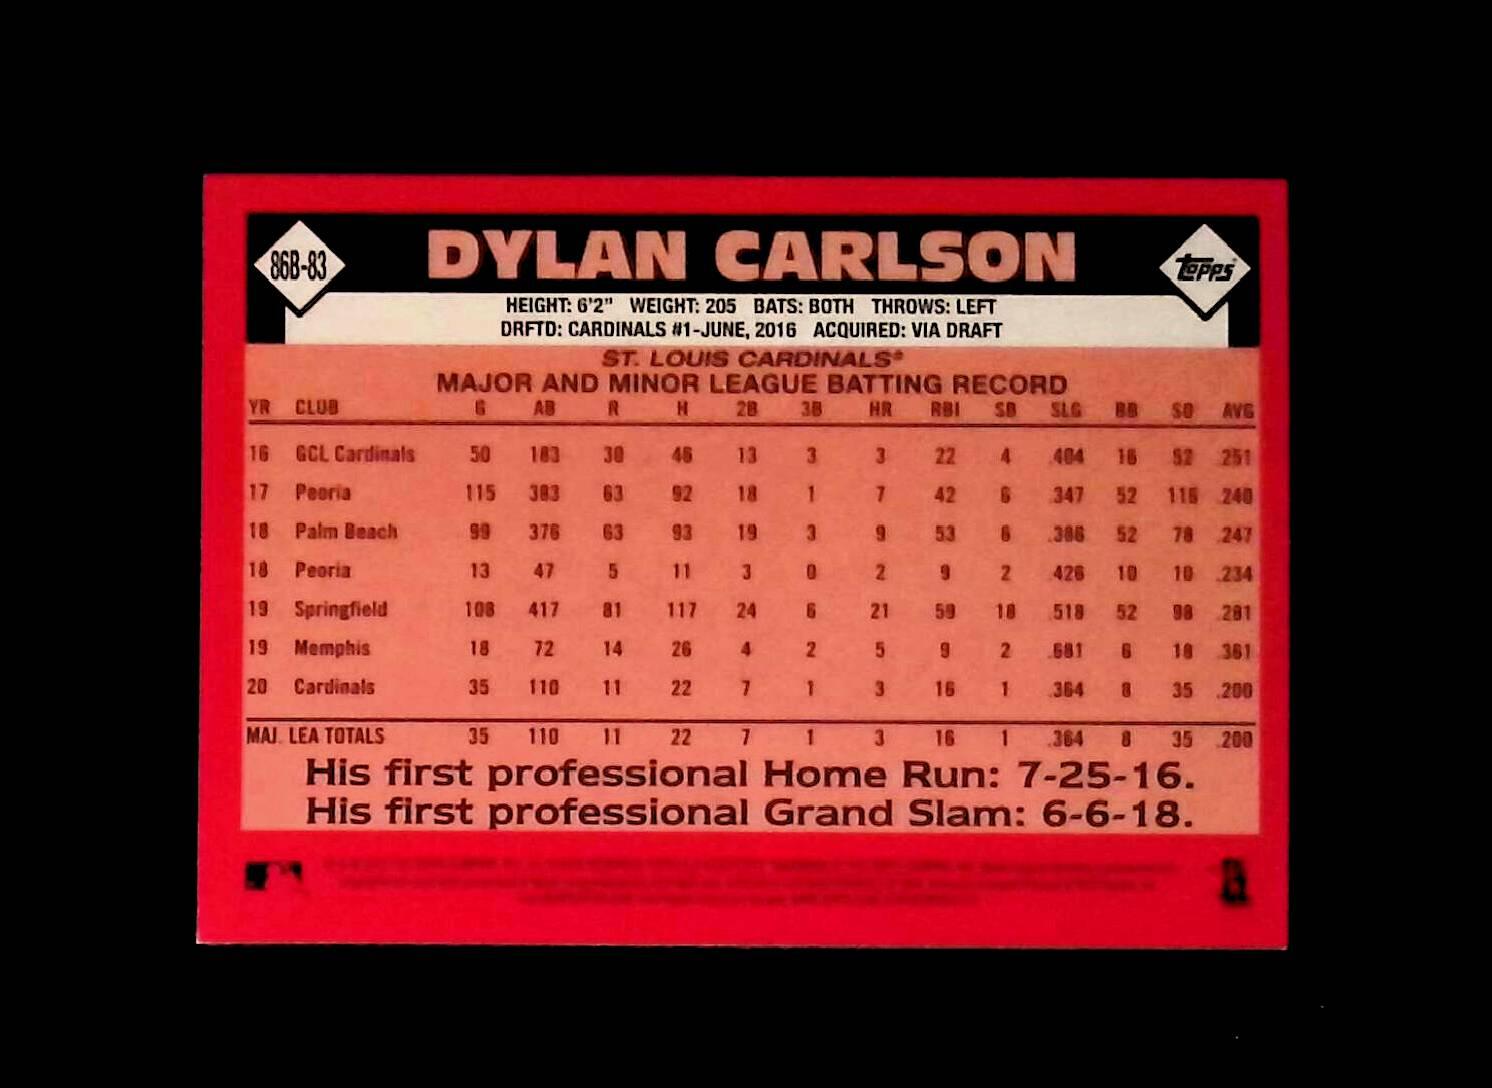 86B-83
DYLAN CARLSON
Topps
HEIGHT: 6'2" WEIGHT: 205 BATS: BOTH THROWS: LEFT
DRFTD: CARDINALS #1-JUNE, 2016 ACQUIRED: VIA DRAFT
ST. LOUIS CARDINALS®
MAJOR AND MINOR LEAGUE BATTING RECORD
YR CLUB G AB R H 2B 3B HR RBI SB SLG BB SO AVG
16 GCL Cardinals 50 183 30 46 13 3 3 22 4 .404 16 52 .251
17 Peoria 115 383 63 92 18 1 7 42 6 .347 52 116 .240
18 Palm Beach 99 376 63 93 19 3 9 53 6 .386 52 78 .247
18 Peoria 13 47 5 11 3 0 2 9 2 .426 10 10 .234
19 Springfield 108 417 81 117 24 6 21 59 18 .518 52 98 .281
19 Memphis 18 72 14 26 4 2 5 9 2 .681 6 18 .361
20 Cardinals 35 110 11 22 7 1 3 16 1 .364 8 35 .200
MAJ. LEA TOTALS 35 110 11 22 7 1 3 16 1 .364 8 35 .200
His first professional Home Run: 7-25-16.
His first professional Grand Slam: 6-6-18.